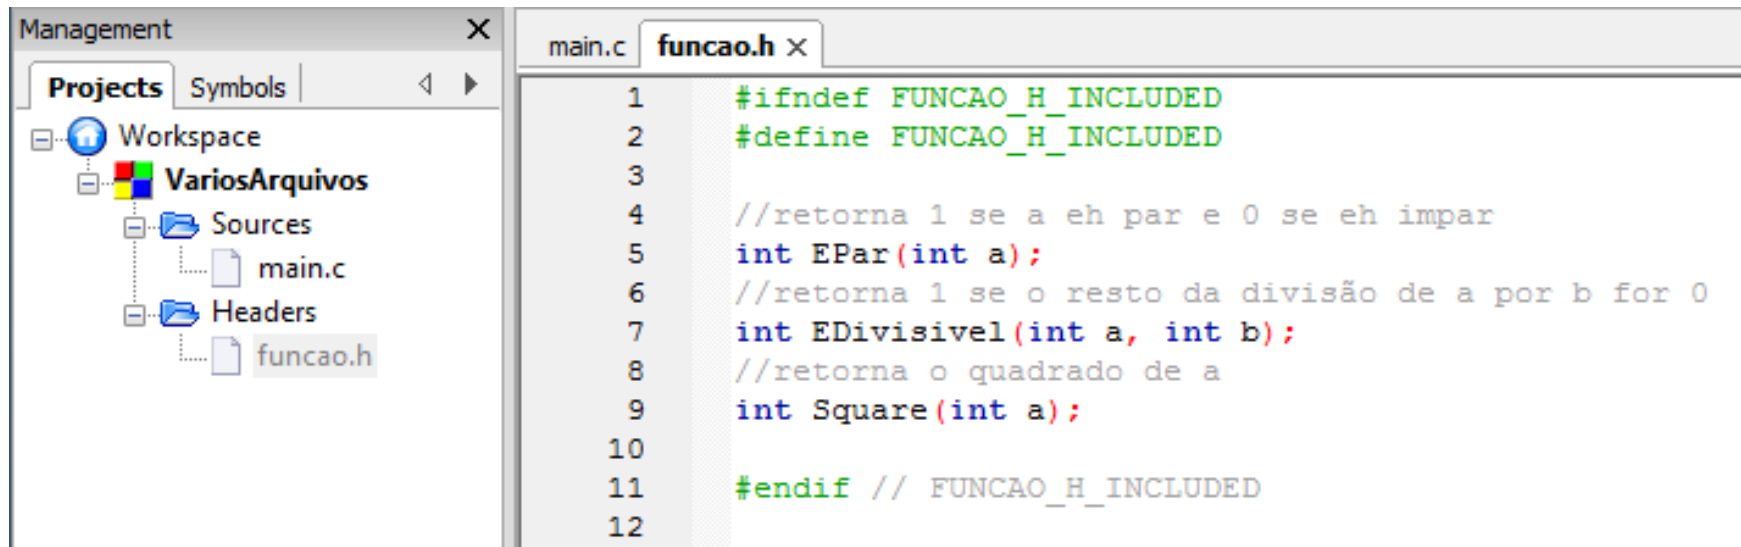 Management
Projects Symbols
Workspace
VariosArquivos
Sources
main.c
Headers
funcao.h
main.c funcao.h
1 #ifndef FUNCAO_H_INCLUDED
2 #define FUNCAO_H_INCLUDED
3
4 //retorna 1 se a eh par e 0 se eh impar
5 int EPar(int a);
6 //retorna 1 se o resto da divisão de a por b for 0
7 int EDivisivel(int a, int b);
8 //retorna o quadrado de a
9 int Square(int a);
10
11 #endif // FUNCAO_H_INCLUDED
12